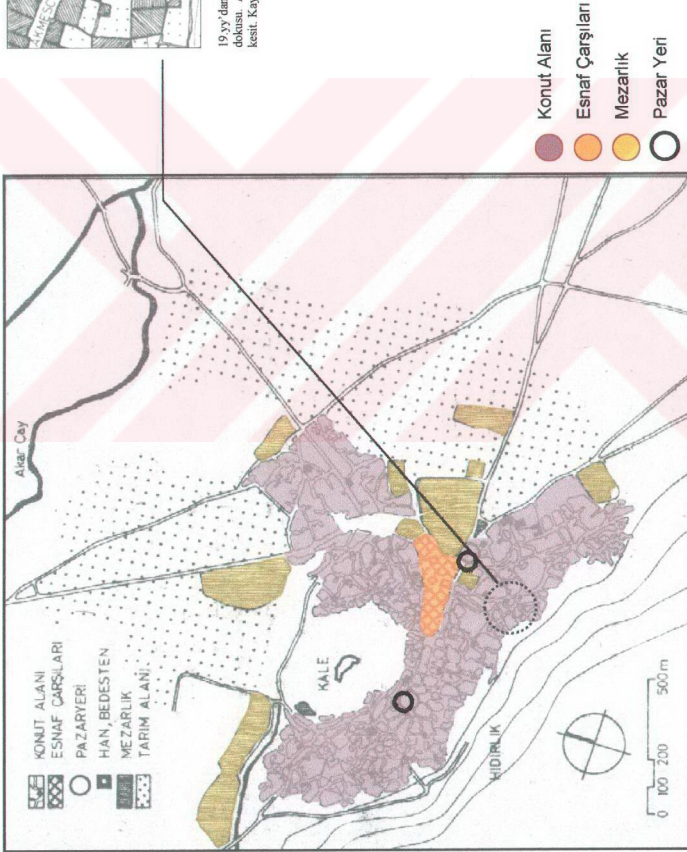 AKMESC
19.yy'dan
dokusu.
kesit. Kay
Akar Çay
KONUT ALANI
ESNAF ÇARŞILARI
PAZARYERİ
HAN, BEDESTEN
MEZARLIK
TARIM ALANI
KALE
HIDIRLIK
0 100 200 500 m
Konut Alanı
Esnaf Çarşıları
Mezarlık
Pazar Yeri